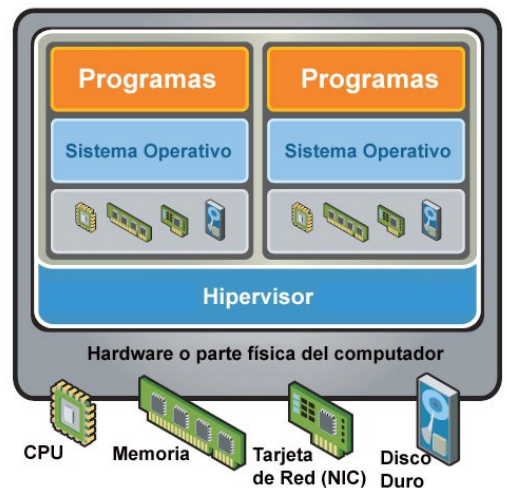 Programas
Programas
Sistema Operativo
Sistema Operativo
Hipervisor
Hardware o parte física del computador
CPU
Memoria
Tarjeta
de Red (NIC)
Disco
Duro